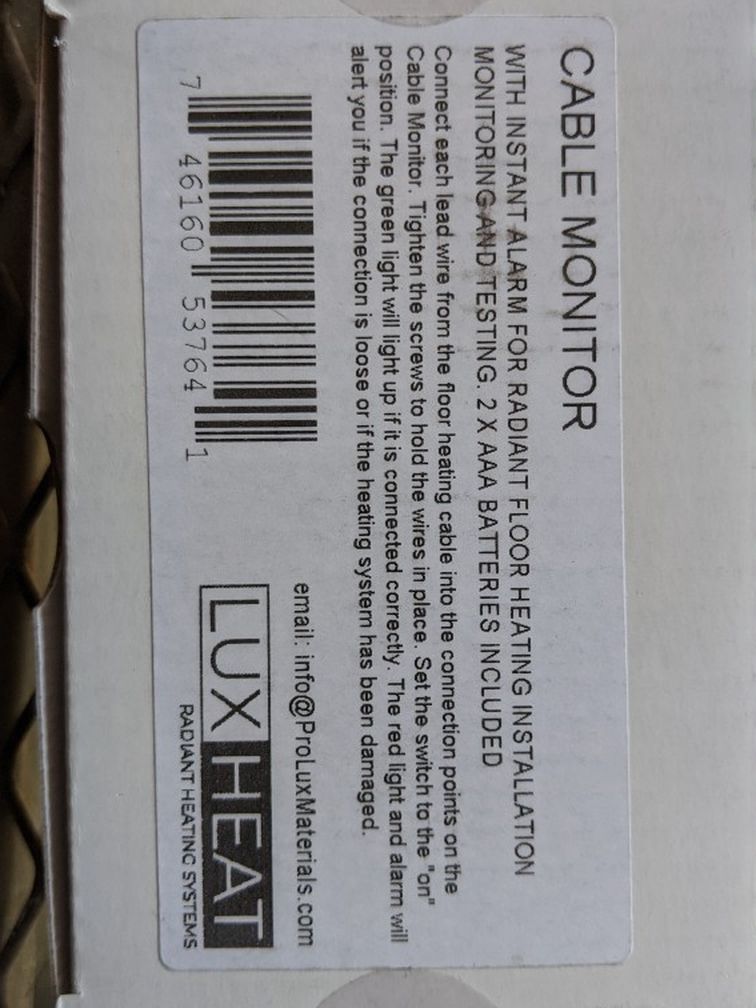 CABLE MONITOR
WITH INSTANT ALARM FOR RADIANT FLOOR HEATING INSTALLATION
MONITORING AND TESTING. 2 X AAA BATTERIES INCLUDED
Connect each lead wire from the floor heating cable into the connection points on the
Cable Monitor. Tighten the screws to hold the wires in place. Set the switch to the "on"
position. The green light will light up if it is connected correctly. The red light and alarm will
alert you if the connection is loose or if the heating system has been damaged.
7 46160 53764 1
email: info@ProLuxMaterials.com
LUX HEAT
RADIANT HEATING SYSTEMS